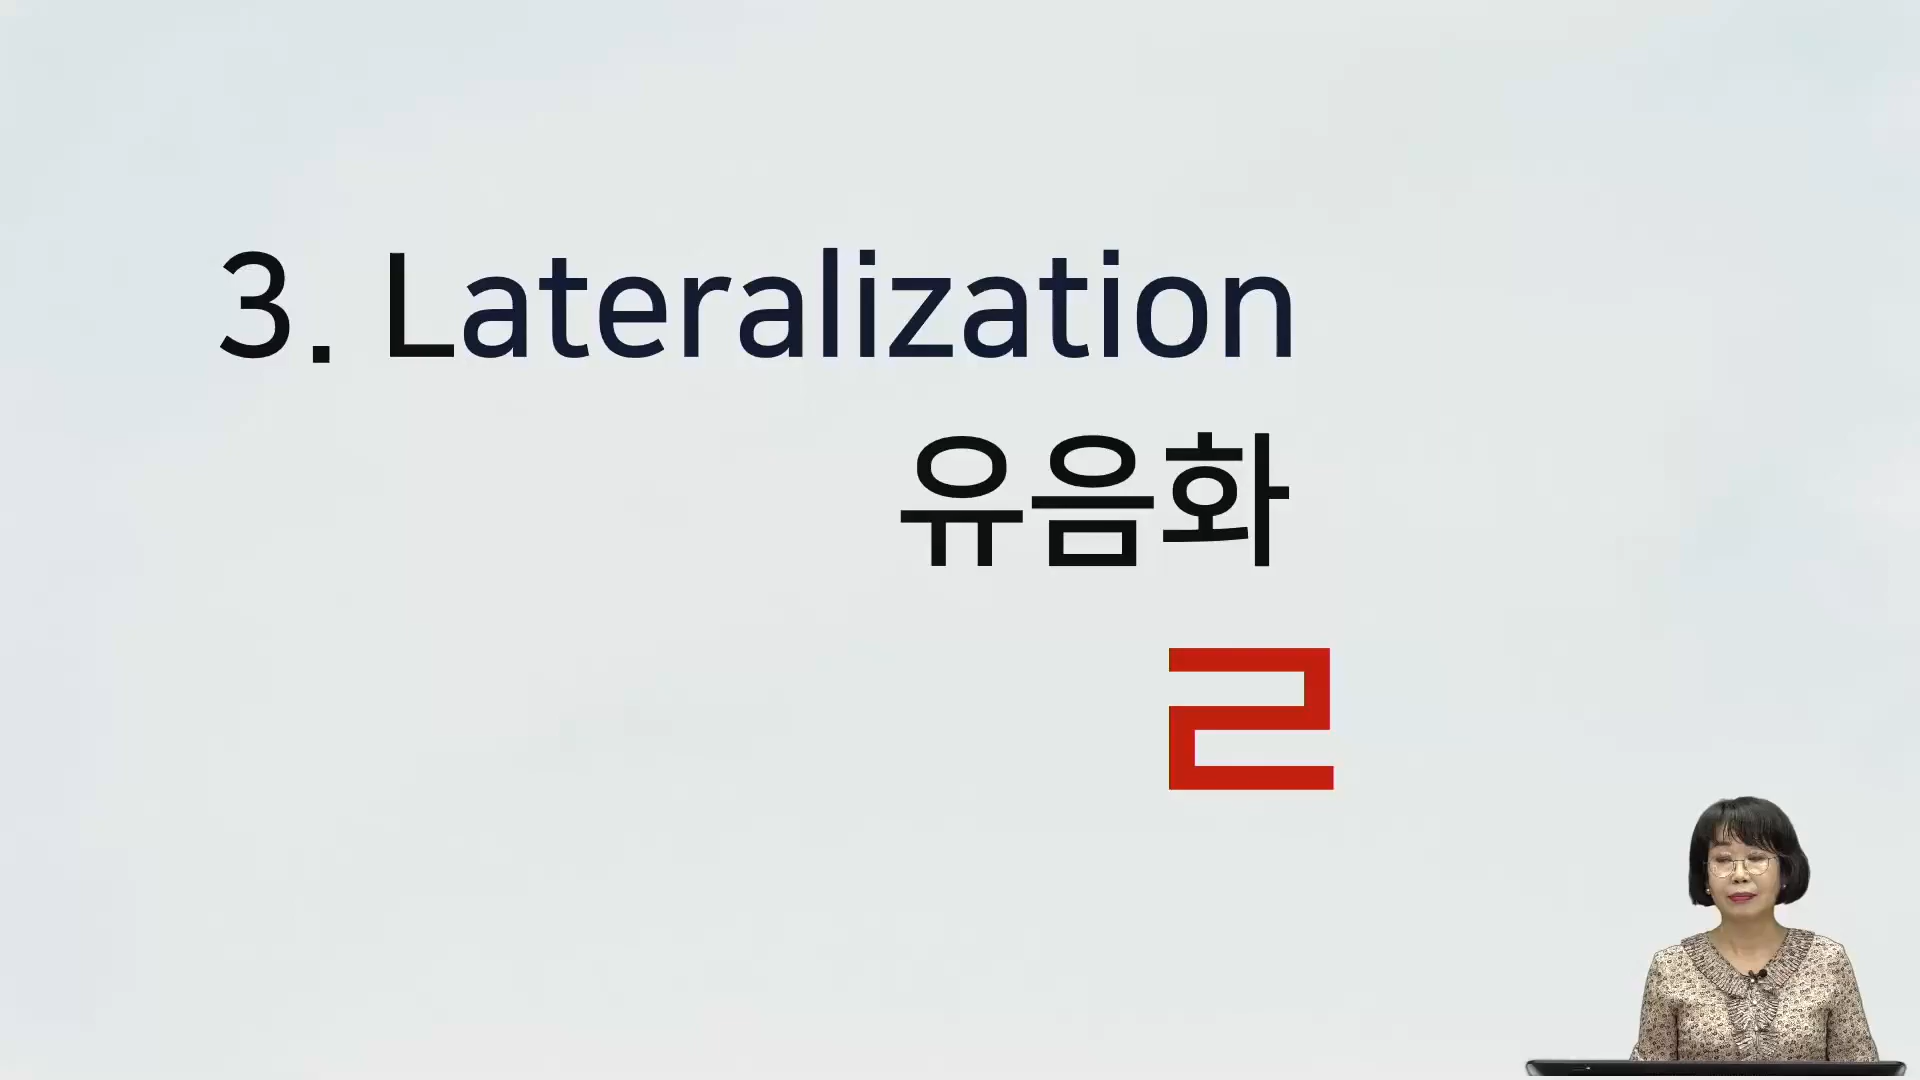 3. Lateralization
유음화
ㄹ